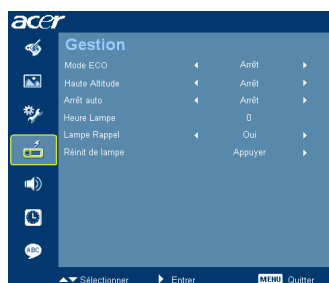 acer
Gestion
Mode ECO Arrêt
Haute Altitude Arrêt
Arrêt auto Arrêt
Heure Lampe 0
Lampe Rappel Oui
Réinit de lampe Appuyer
ABC
Sélectionner Entrer MENU Quitter